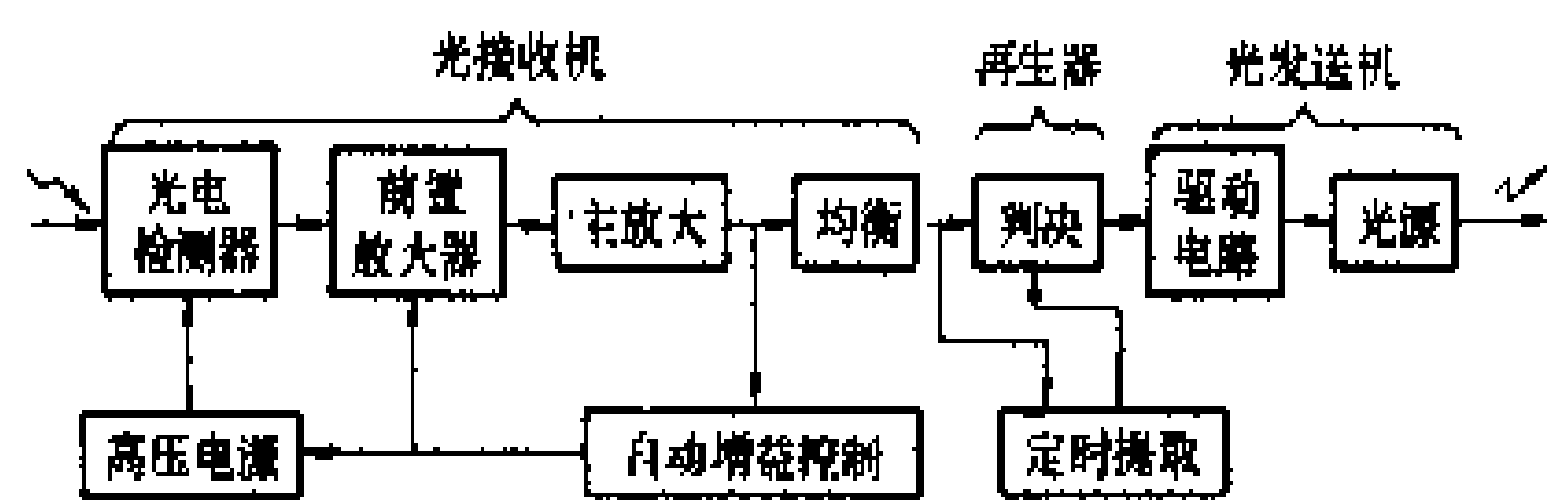 光接收机
再生器
光发送机
光电
检测器
前置
放大器
主放大
均衡
判决
驱动
电路
光源
高压电源
自动增益控制
定时提取